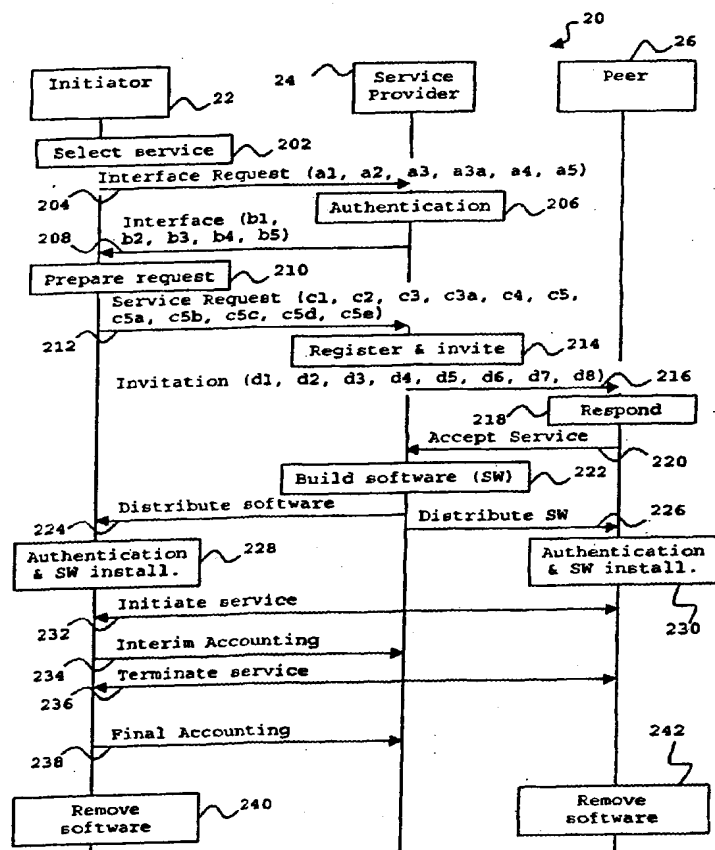 20
26
Initiator
22
24
Service
Provider
Peer
Select service
202
Interface Request (a1, a2, a3, a3a, a4, a5)
204
Authentication
206
Interface (b1,
b2, b3, b4, b5)
208
Prepare request
210
Service Request (c1, c2, c3, c3a, c4, c5,
c5a, c5b, c5c, c5d, c5e)
212
Register & invite
214
Invitation (d1, d2, d3, d4, d5, d6, d7, d8)
216
218
Respond
Accept Service
220
Build software (SW)
222
Distribute software
224
Distribute SW
226
Authentication
& SW install.
228
Authentication
& SW install.
230
Initiate service
232
Interim Accounting
234
Terminate service
236
Final Accounting
238
242
Remove
software
240
Remove
software